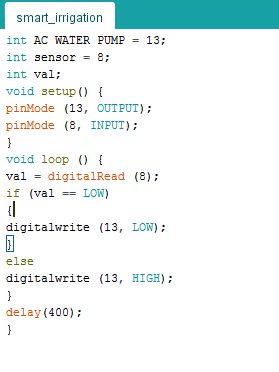 smart_irrigation
int AC WATER PUMP = 13;
int sensor = 8;
int val;
void setup() {
pinMode (13, OUTPUT);
pinMode (8, INPUT);
}
void loop () {
val = digitalRead (8);
if (val == LOW)
{
digitalwrite (13, LOW);
}
else
digitalwrite (13, HIGH);
}
delay(400);
}